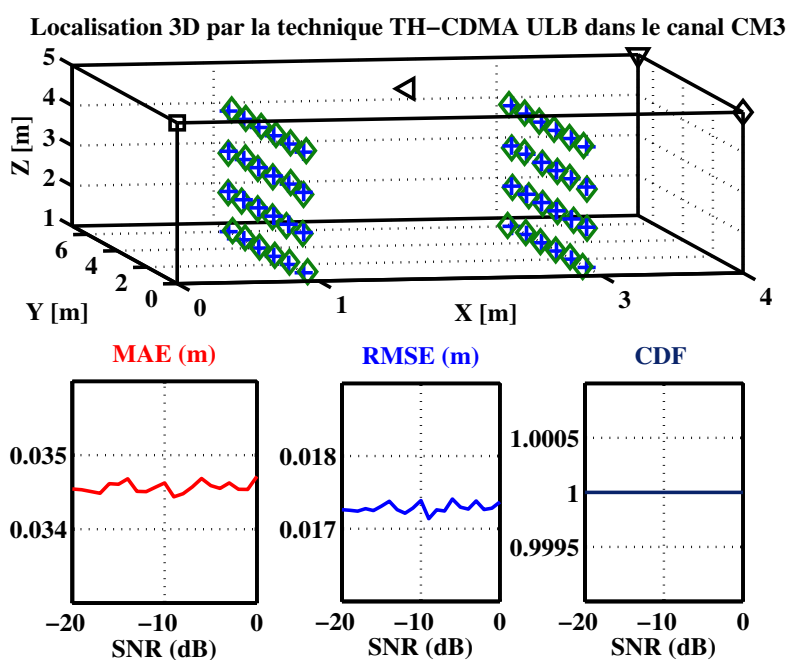 Localisation 3D par la technique TH−CDMA ULB dans le canal CM3
5
4
3
2
1
Z [m]
6
4
2
0
Y [m]
0
1
3
4
X [m]
MAE (m)
0.035
0.034
−20
−10
0
SNR (dB)
RMSE (m)
0.018
0.017
−20
−10
0
SNR (dB)
CDF
1.0005
1
0.9995
−20
−10
0
SNR (dB)